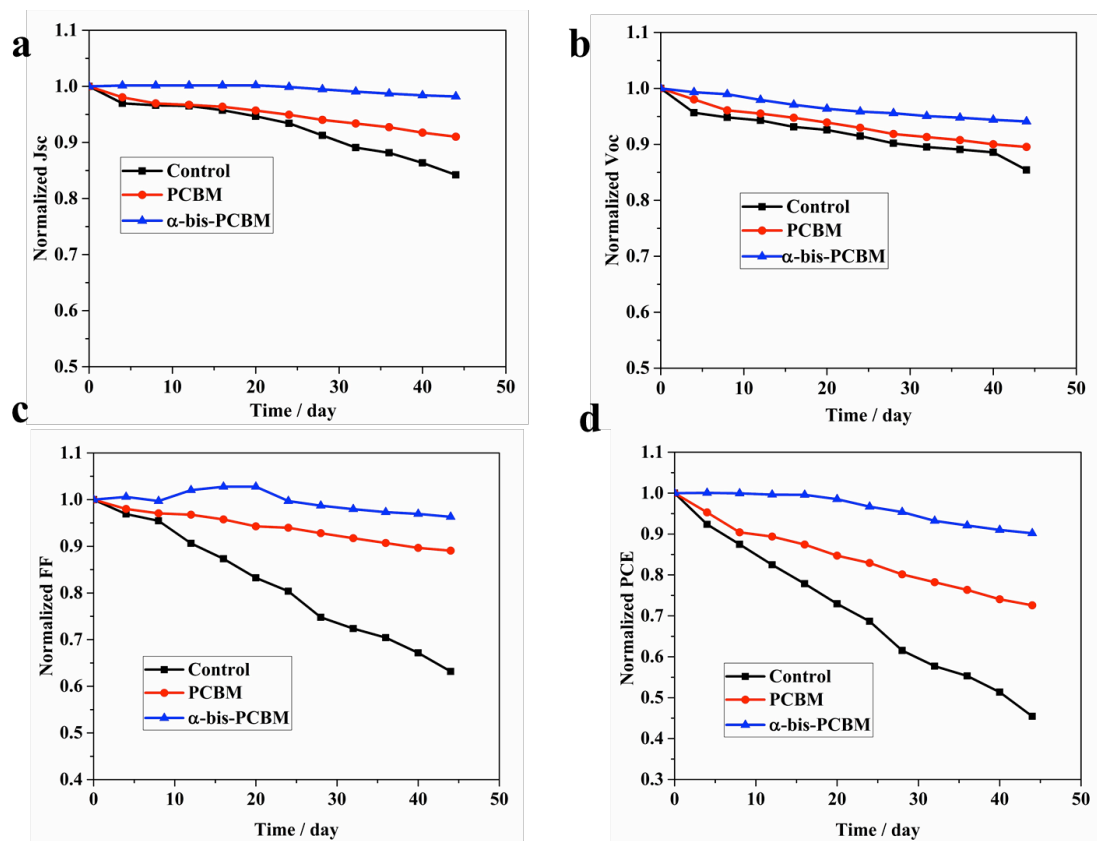 a
Normalized Jsc
1.1
1.0
0.9
0.8
0.7
0.6
0.5
Control
PCBM
α-bis-PCBM
0 10 20 30 40 50
Time / day
b
Normalized Voc
1.1
1.0
0.9
0.8
0.7
0.6
0.5
Control
PCBM
α-bis-PCBM
0 10 20 30 40 50
Time / day
c
Normalized FF
1.1
1.0
0.9
0.8
0.7
0.6
0.5
0.4
Control
PCBM
α-bis-PCBM
0 10 20 30 40 50
Time / day
d
Normalized PCE
1.1
1.0
0.9
0.8
0.7
0.6
0.5
0.4
0.3
Control
PCBM
α-bis-PCBM
0 10 20 30 40 50
Time / day